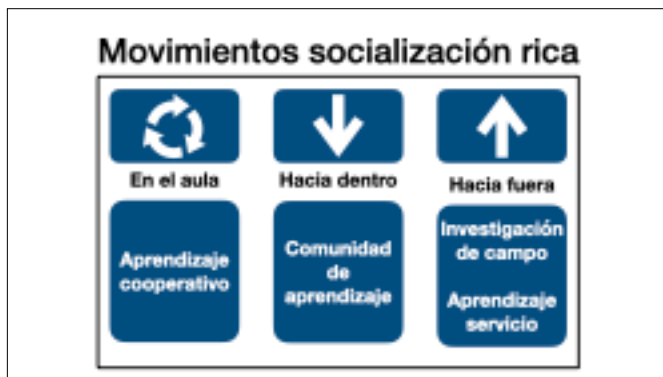 Movimientos socialización rica
En el aula
Hacia dentro
Hacia fuera
Aprendizaje
cooperativo
Comunidad
de
aprendizaje
Investigación
de campo
Aprendizaje
servicio